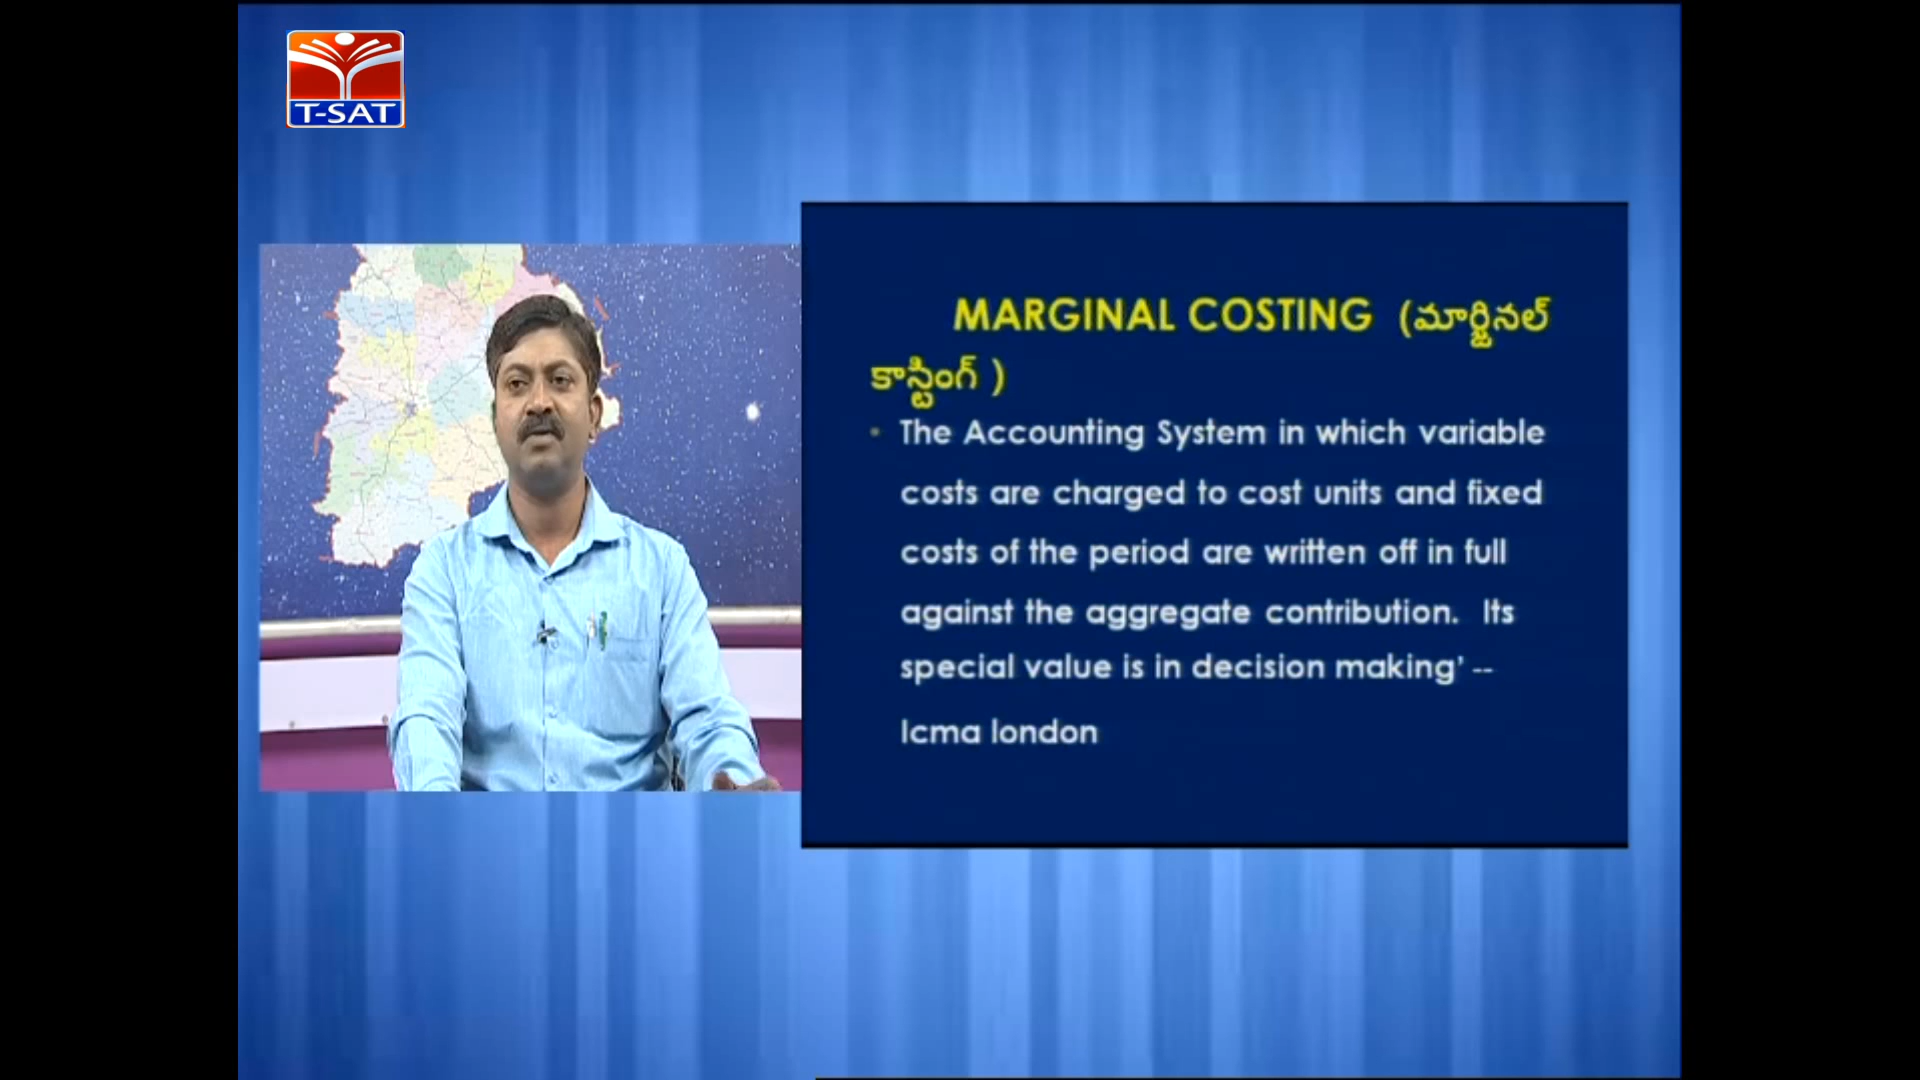 T-SAT
MARGINAL COSTING (మార్జినల్
కాస్టింగ్ )
• The Accounting System in which variable
costs are charged to cost units and fixed
costs of the period are written off in full
against the aggregate contribution. Its
special value is in decision making' --
Icma london